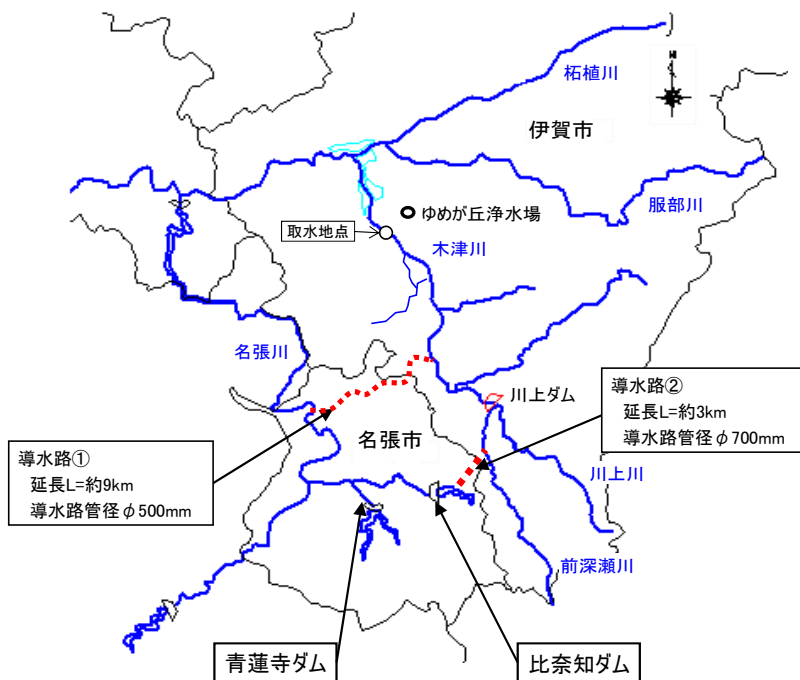 柘植川
N
伊賀市
服部川
ゆめが丘浄水場
取水地点
木津川
名張川
川上ダム
導水路②
延長L=約3km
導水路管径φ700mm
名張市
導水路①
延長L=約9km
導水路管径φ500mm
川上川
前深瀬川
青蓮寺ダム
比奈知ダム